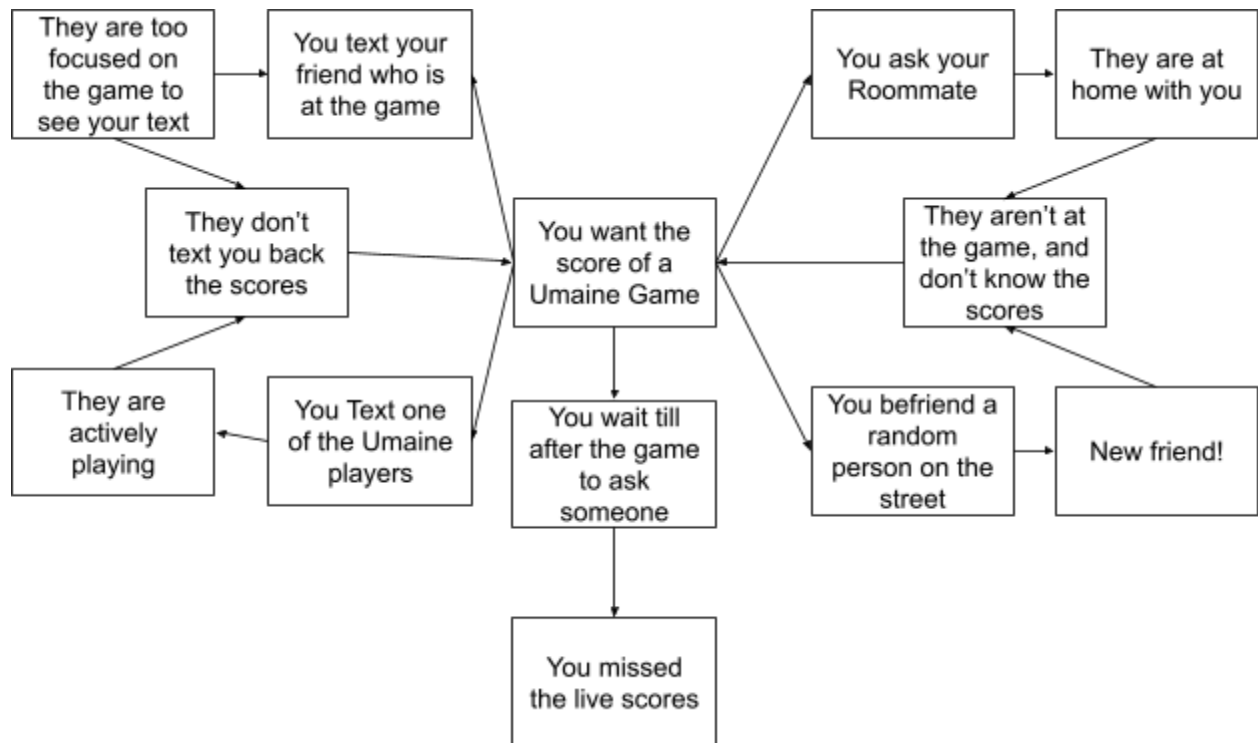 They are too
focused on
the game to
see your text
You text your
friend who is
at the game
You ask your
Roommate
They are at
home with you
They don't
text you back
the scores
You want the
score of a
Umaine Game
They aren't at
the game, and
don't know the
scores
They are
actively
playing
You Text one
of the Umaine
players
You wait till
after the game
to ask
someone
You befriend a
random
person on the
street
New friend!
You missed
the live scores